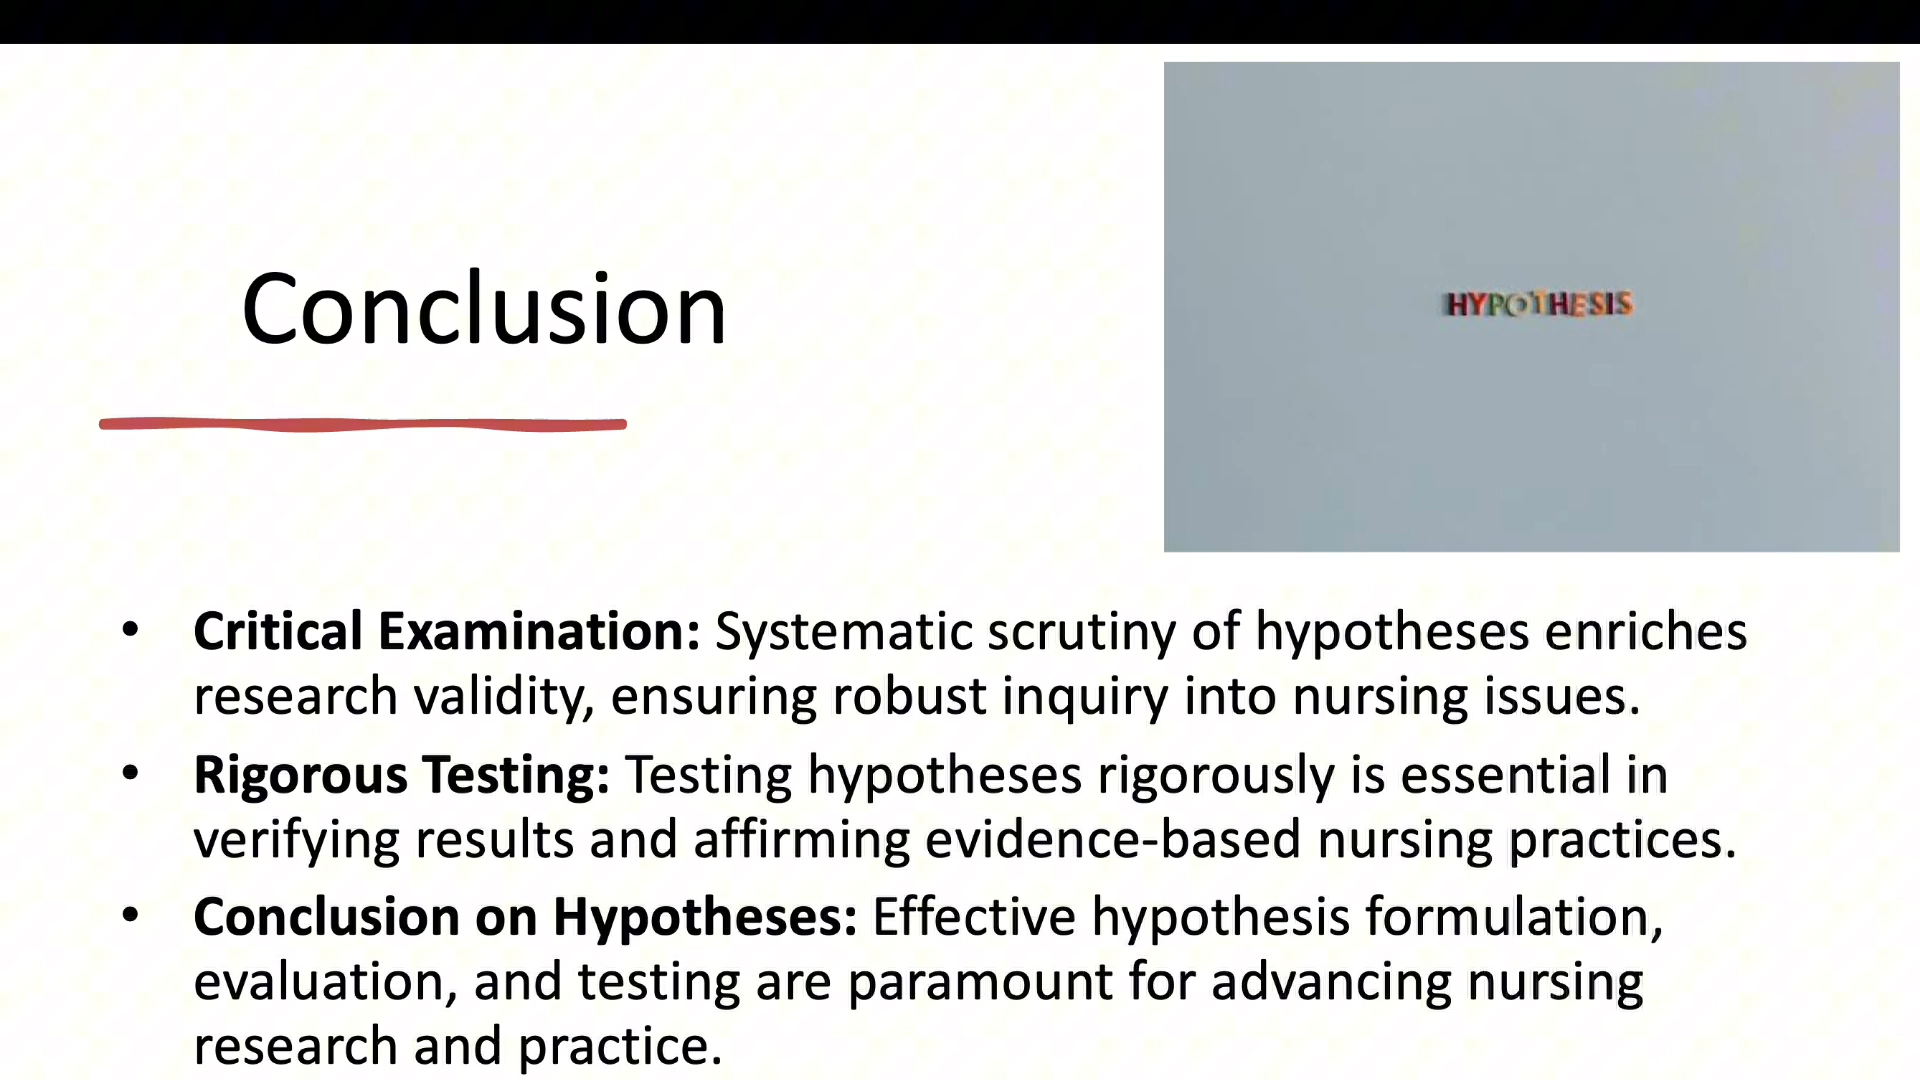 Conclusion
HYPOTHESIS
• Critical Examination: Systematic scrutiny of hypotheses enriches
research validity, ensuring robust inquiry into nursing issues.
• Rigorous Testing: Testing hypotheses rigorously is essential in
verifying results and affirming evidence-based nursing practices.
• Conclusion on Hypotheses: Effective hypothesis formulation,
evaluation, and testing are paramount for advancing nursing
research and practice.